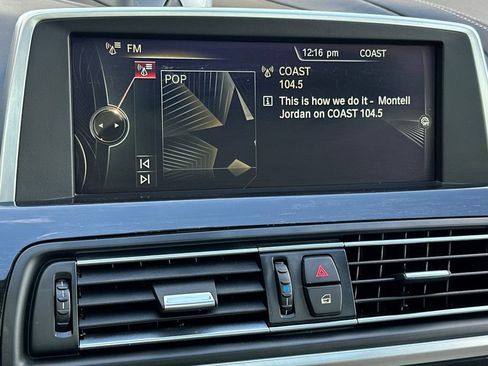 FM
12:16 pm COAST
POP
COAST
104.5
This is how we do it - Montell
Jordan on COAST 104.5